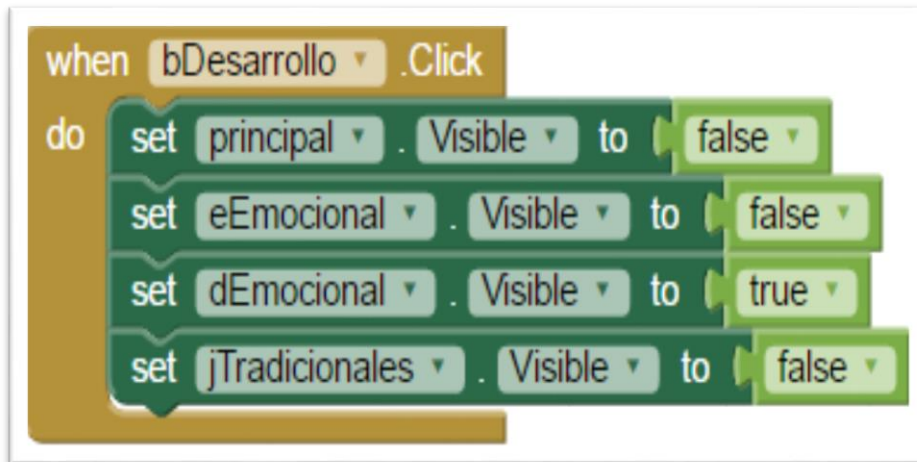 when bDesarrollo .Click
do set principal . Visible to false
set eEmocional . Visible to false
set dEmocional . Visible to true
set jTradicionales . Visible to false